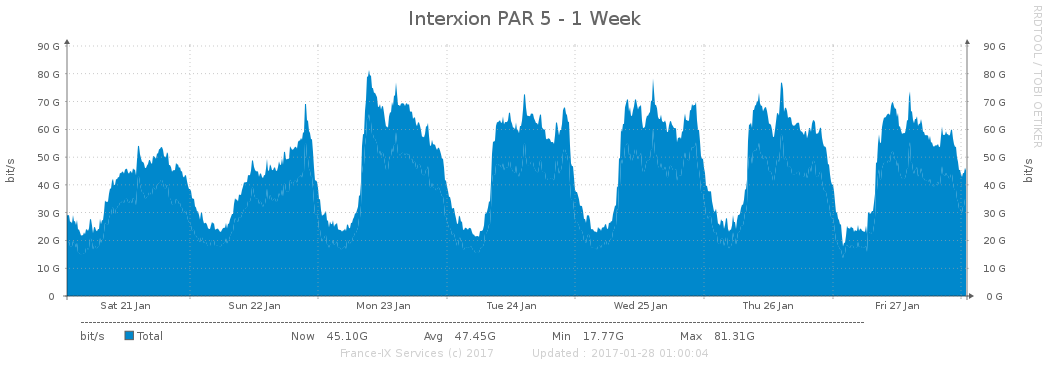 Interxion PAR 5 - 1 Week
RRDTOOL / TOBI OETIKER
90 G 90 G
80 G 80 G
70 G 70 G
60 G 60 G
50 G 50 G
40 G 40 G
30 G 30 G
20 G 20 G
10 G 10 G
0 0 G
bit/s bit/s
Sat 21 Jan Sun 22 Jan Mon 23 Jan Tue 24 Jan Wed 25 Jan Thu 26 Jan Fri 27 Jan
bit/s Total Now 45.10G Avg 47.45G Min 17.77G Max 81.31G
France-IX Services (c) 2017 Updated : 2017-01-28 01:00:04